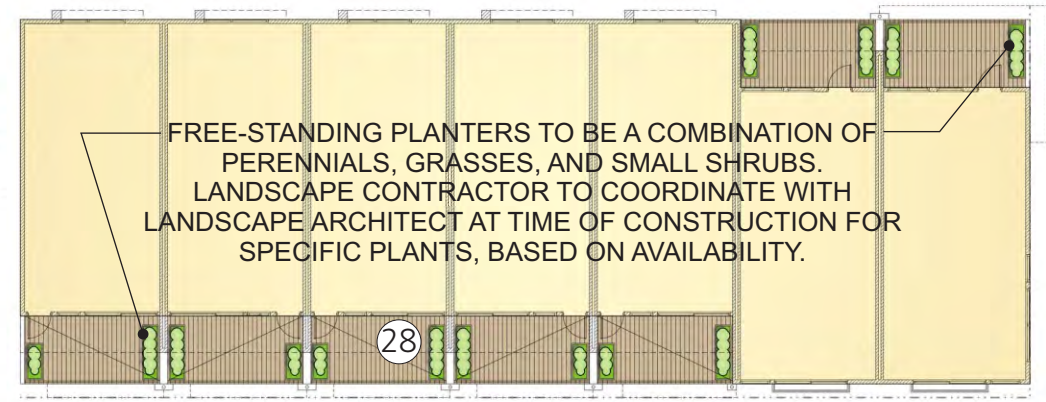 FREE-STANDING PLANTERS TO BE A COMBINATION OF
PERENNIALS, GRASSES, AND SMALL SHRUBS.
LANDSCAPE CONTRACTOR TO COORDINATE WITH
LANDSCAPE ARCHITECT AT TIME OF CONSTRUCTION FOR
SPECIFIC PLANTS, BASED ON AVAILABILITY.
28